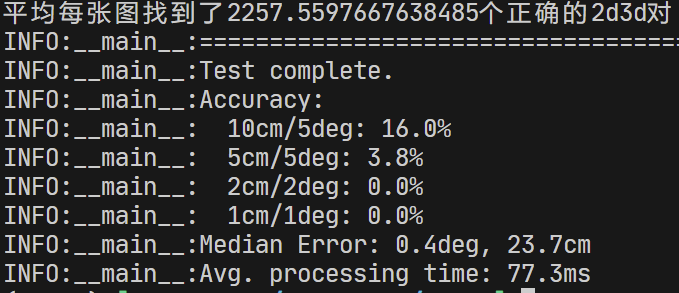 平均每张图找到了2257.5597667638485个正确的2d3d对
INFO:__main__:===================================
INFO:__main__:Test complete.
INFO:__main__:Accuracy:
INFO:__main__:  10cm/5deg: 16.0%
INFO:__main__:  5cm/5deg: 3.8%
INFO:__main__:  2cm/2deg: 0.0%
INFO:__main__:  1cm/1deg: 0.0%
INFO:__main__:Median Error: 0.4deg, 23.7cm
INFO:__main__:Avg. processing time: 77.3ms